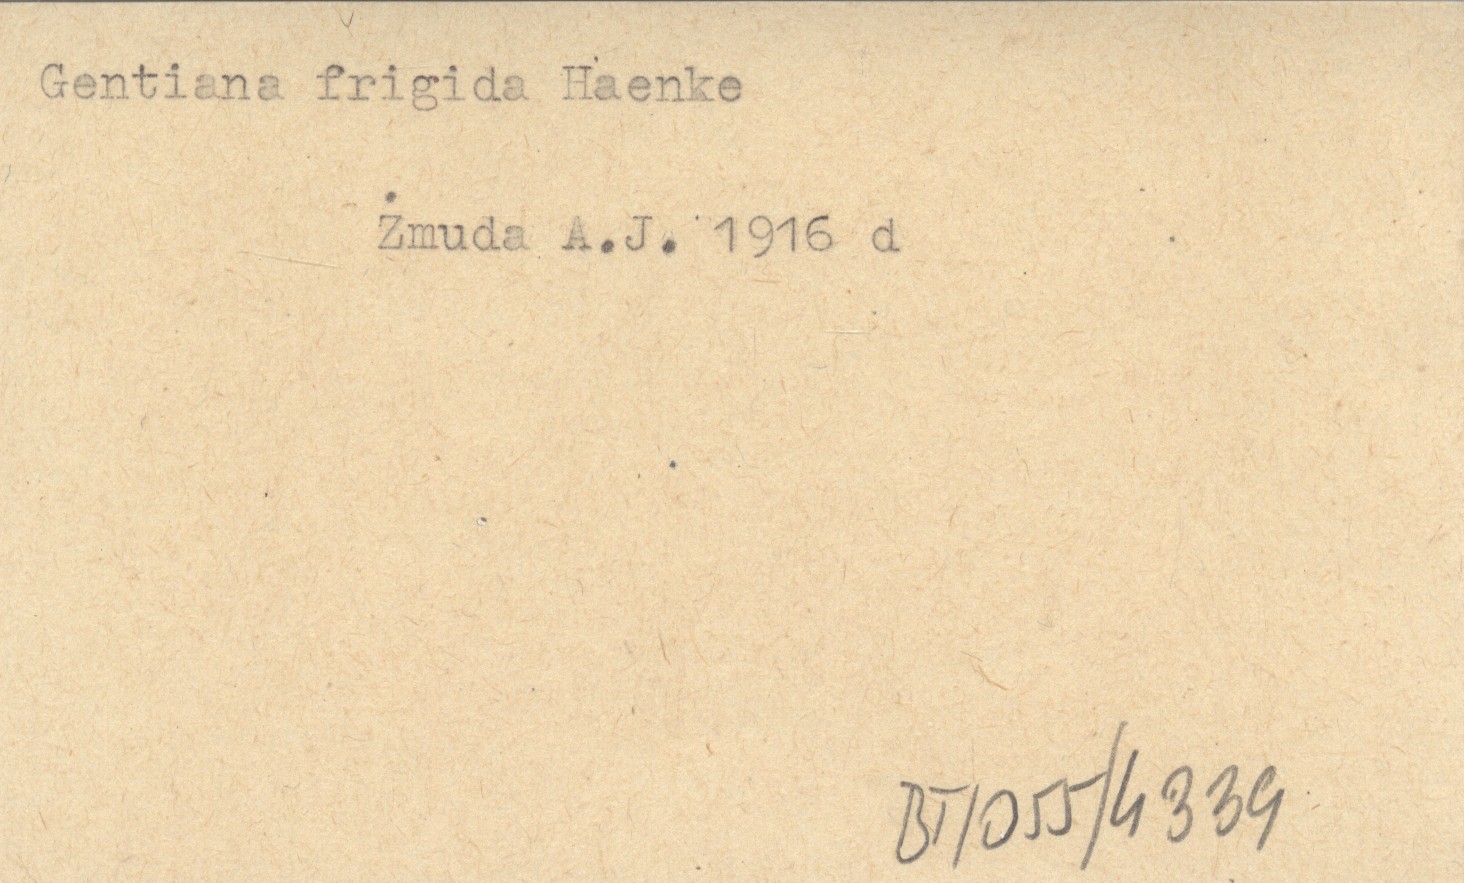 Gentiana frigida Haenke
Żmuda A.J. 1916 d
BT/055/4339